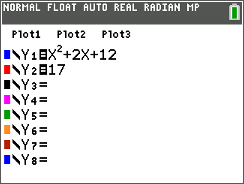 NORMAL FLOAT AUTO REAL RADIAN MP
Plot1 Plot2 Plot3
\Y₁=X²+2X+12
\Y₂=17
\Y₃=
\Y₄=
\Y₅=
\Y₆=
\Y₇=
\Y₈=